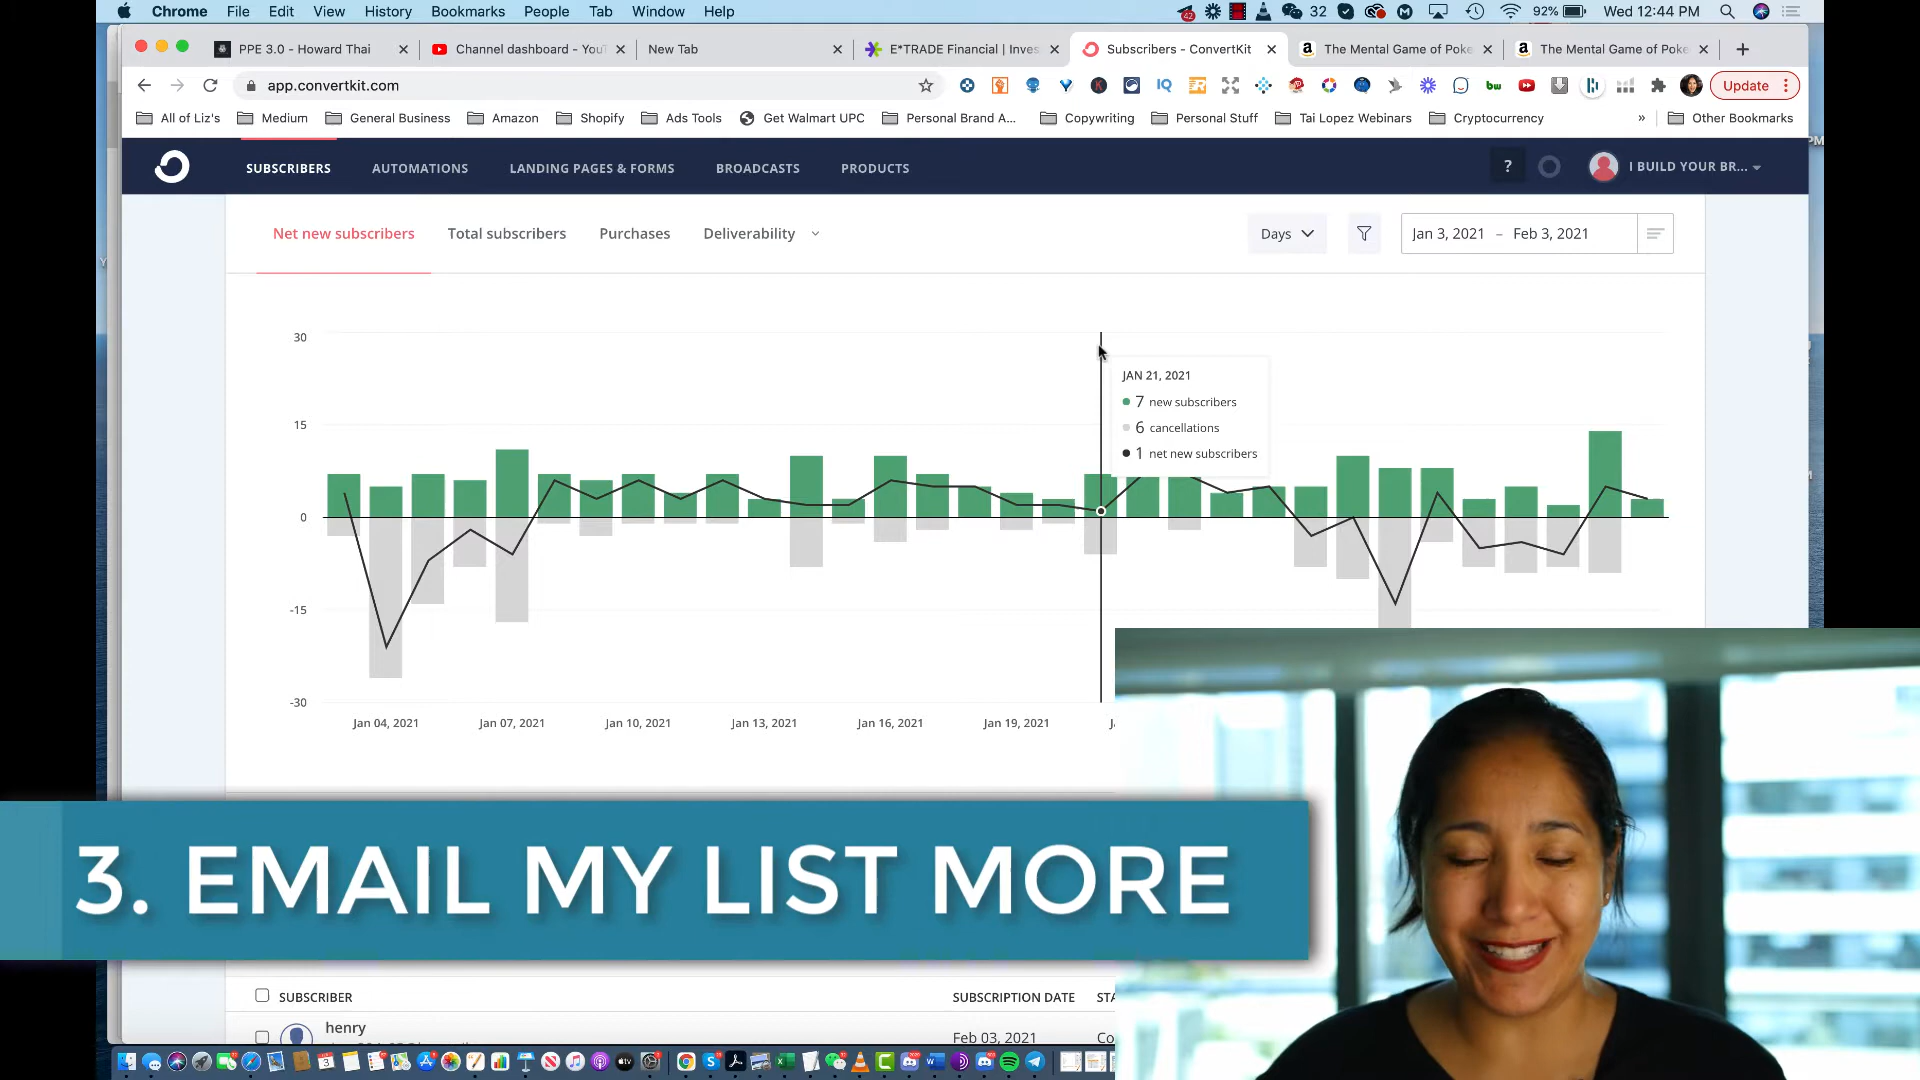 Chrome File Edit View History Bookmarks People Tab Window Help
42 32 92% Wed 12:44 PM
PPE 3.0 - Howard Thai
Channel dashboard - You
New Tab
E*TRADE Financial | Inves
Subscribers - ConvertKit
The Mental Game of Poke
The Mental Game of Poke
app.convertkit.com
Update
All of Liz's Medium General Business Amazon Shopify Ads Tools Get Walmart UPC Personal Brand A... Copywriting Personal Stuff Tai Lopez Webinars Cryptocurrency » Other Bookmarks
SUBSCRIBERS AUTOMATIONS LANDING PAGES & FORMS BROADCASTS PRODUCTS ? I BUILD YOUR BR...
Net new subscribers Total subscribers Purchases Deliverability Days Jan 3, 2021 – Feb 3, 2021
30
JAN 21, 2021
7 new subscribers
6 cancellations
1 net new subscribers
15
0
-15
-30
Jan 04, 2021 Jan 07, 2021 Jan 10, 2021 Jan 13, 2021 Jan 16, 2021 Jan 19, 2021
3. EMAIL MY LIST MORE
SUBSCRIBER SUBSCRIPTION DATE STA
henry
Feb 03, 2021 Co